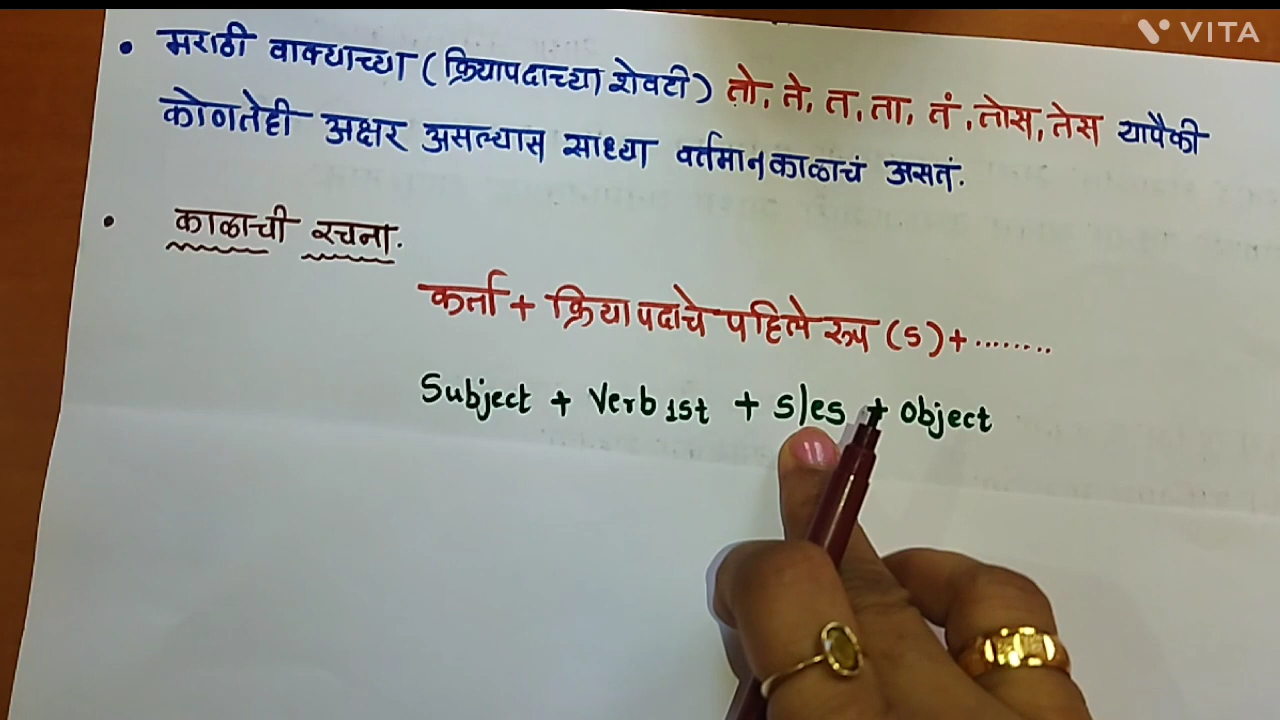 VITA
• मराठी वाक्याच्या (क्रियापदाच्या शेवटी) तो, ते, त, ता, तं, तोस, तेस यापैकी
कोणतेही अक्षर असल्यास साध्या वर्तमानकाळाचं असतं.
• काळाची रचना.
कर्ता + क्रियापदाचे पहिले रूप (s) + ........
Subject + Verb 1st + s/es + Object